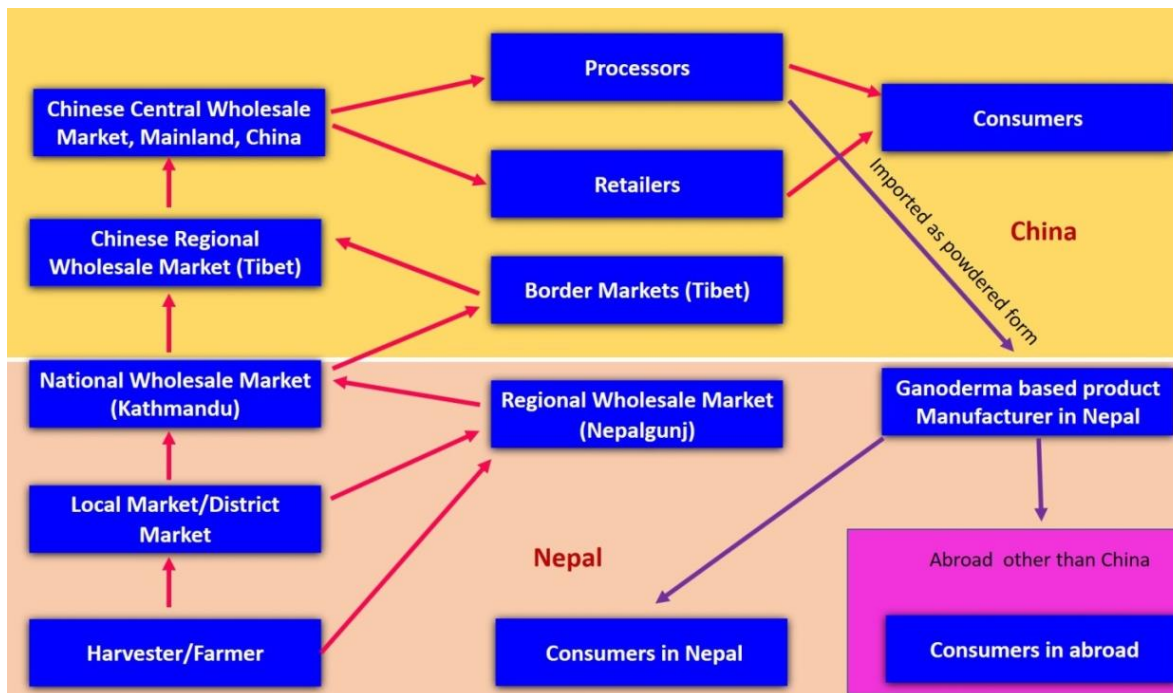 Processors
Chinese Central Wholesale
Market, Mainland, China
Consumers
Retailers
Imported as powdered form
China
Chinese Regional
Wholesale Market (Tibet)
Border Markets (Tibet)
National Wholesale Market
(Kathmandu)
Regional Wholesale Market
(Nepalgunj)
Ganoderma based product
Manufacturer in Nepal
Local Market/District
Market
Nepal
Abroad other than China
Harvester/Farmer
Consumers in Nepal
Consumers in abroad